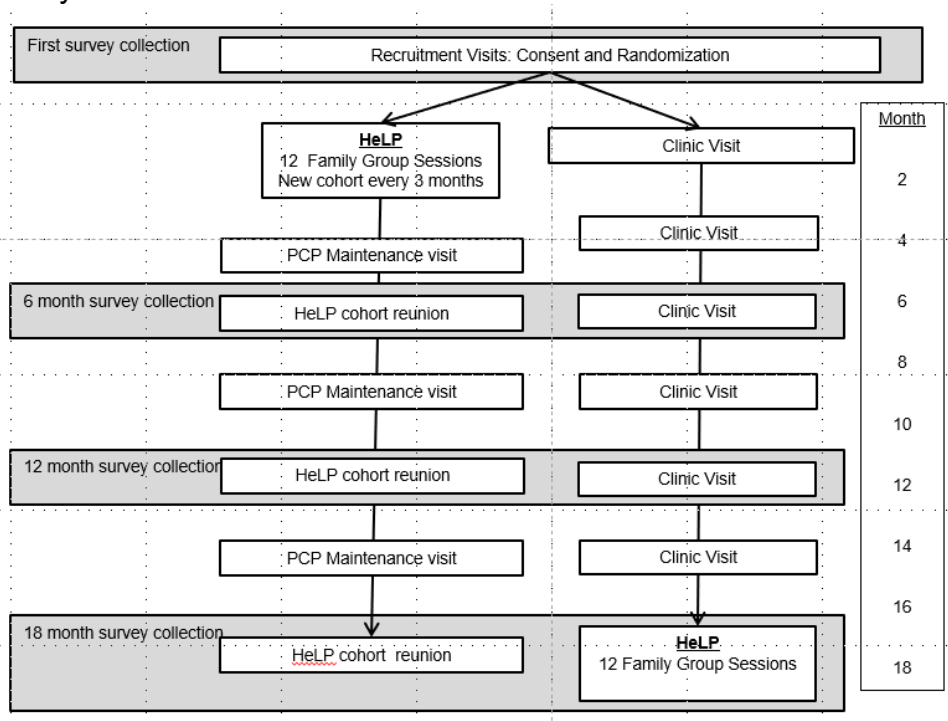 First survey collection
Recruitment Visits: Consent and Randomization
HeLP
12 Family Group Sessions
New cohort every 3 months
Clinic Visit
Month
2
PCP Maintenance visit
Clinic Visit
4
6 month survey collection
HeLP cohort reunion
Clinic Visit
6
8
PCP Maintenance visit
Clinic Visit
10
12 month survey collection
HeLP cohort reunion
Clinic Visit
12
PCP Maintenance visit
Clinic Visit
14
16
18 month survey collection
HeLP cohort reunion
HeLP
12 Family Group Sessions
18